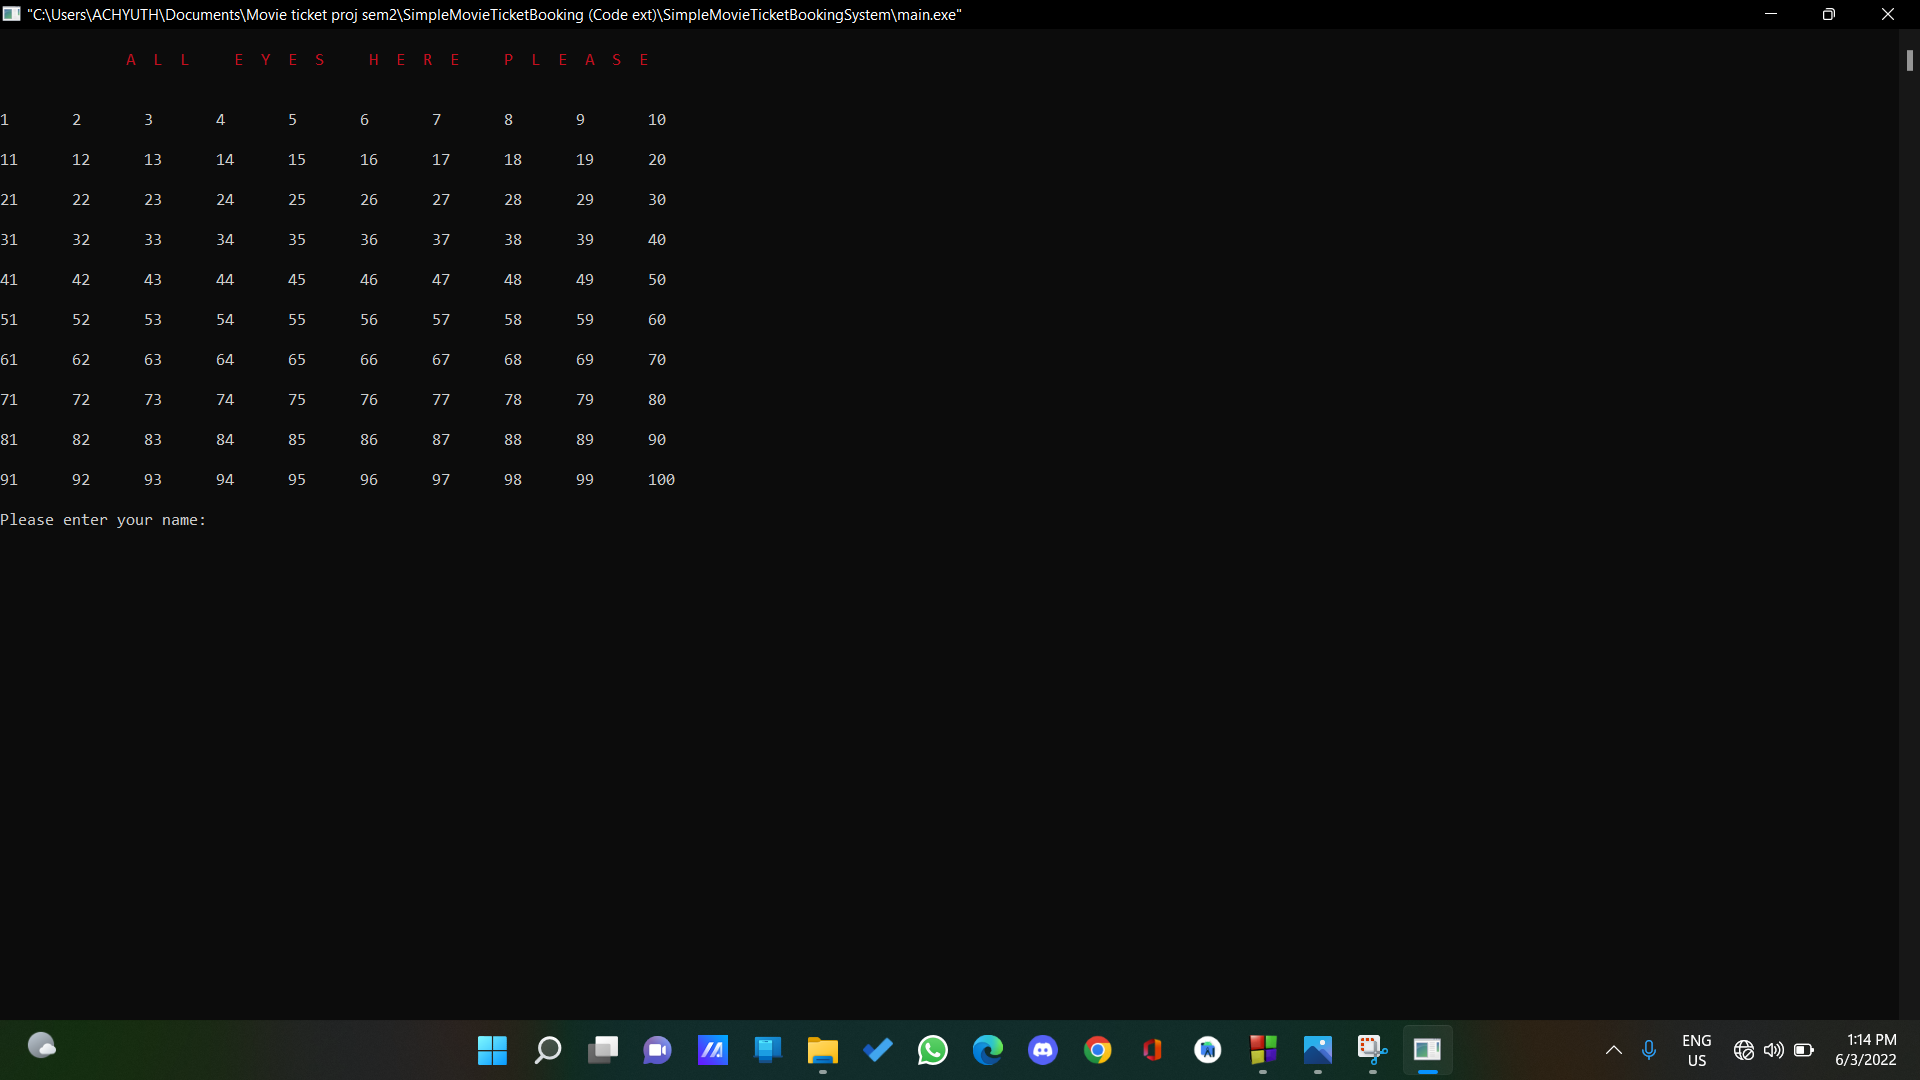 "C:\Users\ACHYUTH\Documents\Movie ticket proj sem2\SimpleMovieTicketBooking (Code ext)\SimpleMovieTicketBookingSystem\main.exe"
A L L  E Y E S  H E R E  P L E A S E
1 2 3 4 5 6 7 8 9 10
11 12 13 14 15 16 17 18 19 20
21 22 23 24 25 26 27 28 29 30
31 32 33 34 35 36 37 38 39 40
41 42 43 44 45 46 47 48 49 50
51 52 53 54 55 56 57 58 59 60
61 62 63 64 65 66 67 68 69 70
71 72 73 74 75 76 77 78 79 80
81 82 83 84 85 86 87 88 89 90
91 92 93 94 95 96 97 98 99 100
Please enter your name:
ENG
US
1:14 PM
6/3/2022